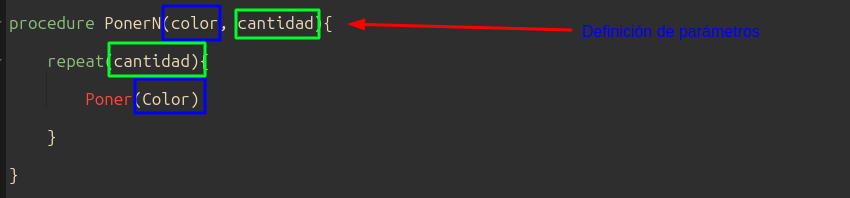 procedure PonerN(color, cantidad){
Definición de parámetros
repeat(cantidad){
Poner(Color)
}
}